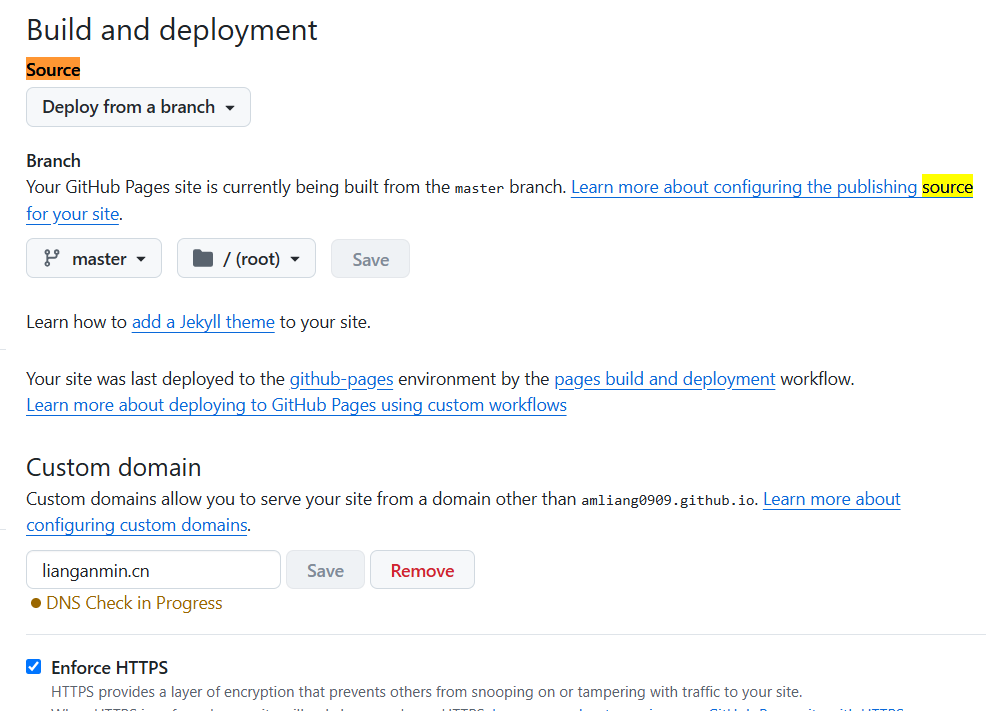 Build and deployment
Source
Deploy from a branch
Branch
Your GitHub Pages site is currently being built from the master branch. Learn more about configuring the publishing source
for your site.
master / (root) Save
Learn how to add a Jekyll theme to your site.
Your site was last deployed to the github-pages environment by the pages build and deployment workflow.
Learn more about deploying to GitHub Pages using custom workflows
Custom domain
Custom domains allow you to serve your site from a domain other than amliang0909.github.io. Learn more about
configuring custom domains.
lianganmin.cn Save Remove
DNS Check in Progress
Enforce HTTPS
HTTPS provides a layer of encryption that prevents others from snooping on or tampering with traffic to your site.